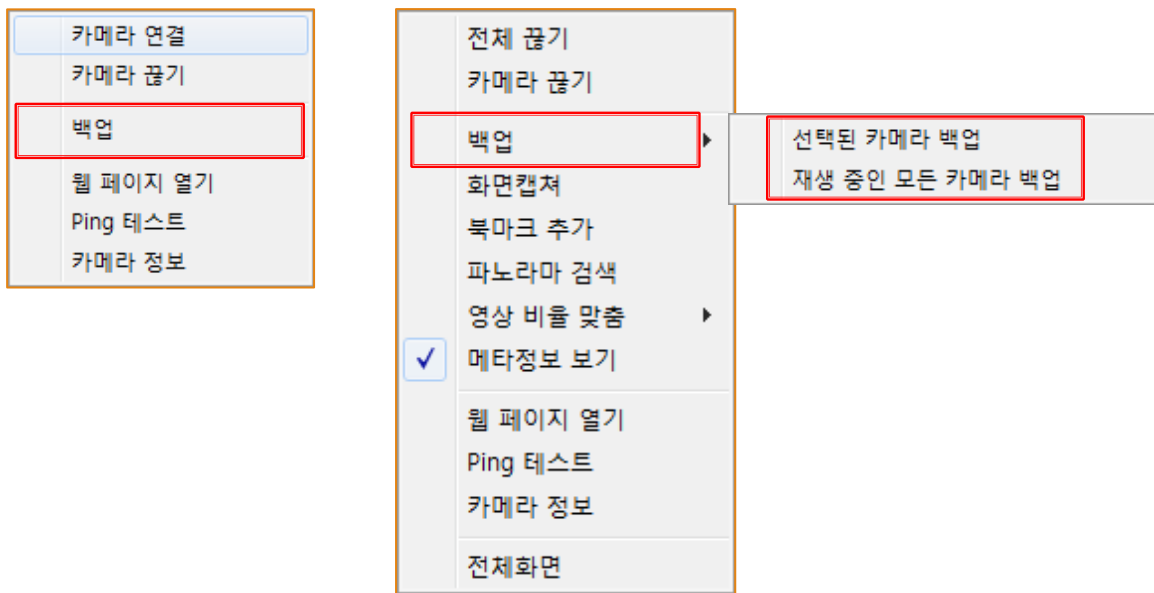 카메라 연결
카메라 끊기
백업
웹 페이지 열기
Ping 테스트
카메라 정보
전체 끊기
카메라 끊기
백업
화면캡쳐
북마크 추가
파노라마 검색
영상 비율 맞춤
메타정보 보기
웹 페이지 열기
Ping 테스트
카메라 정보
전체화면
선택된 카메라 백업
재생 중인 모든 카메라 백업